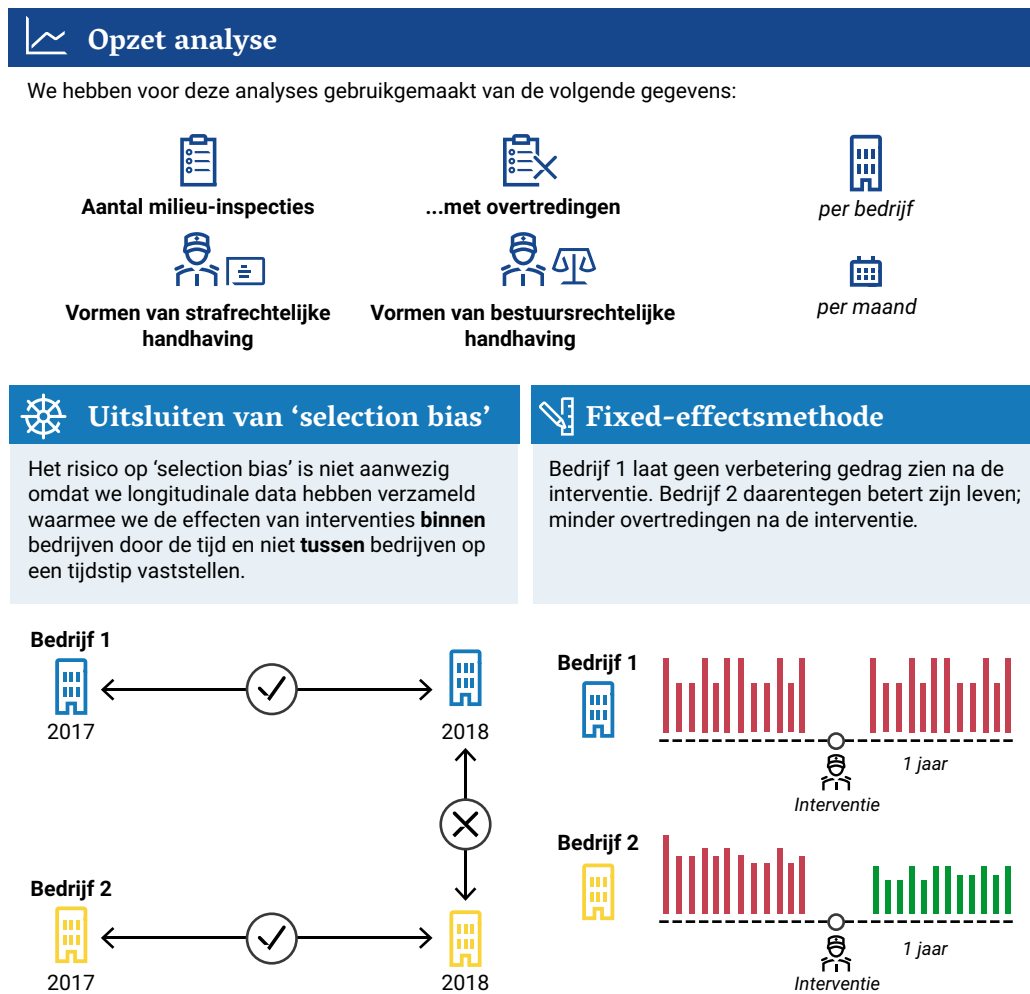 Opzet analyse
We hebben voor deze analyses gebruikgemaakt van de volgende gegevens:
Aantal milieu-inspecties
...met overtredingen
per bedrijf
Vormen van strafrechtelijke
handhaving
Vormen van bestuursrechtelijke
handhaving
per maand
Uitsluiten van ‘selection bias’
Het risico op ‘selection bias’ is niet aanwezig
omdat we longitudinale data hebben verzameld
waarmee we de effecten van interventies binnen
bedrijven door de tijd en niet tussen bedrijven op
een tijdstip vaststellen.
Bedrijf 1
2017
2018
Bedrijf 2
2017
2018
Fixed-effectsmethode
Bedrijf 1 laat geen verbetering gedrag zien na de
interventie. Bedrijf 2 daarentegen betert zijn leven;
minder overtredingen na de interventie.
Bedrijf 1
1 jaar
Interventie
Bedrijf 2
1 jaar
Interventie